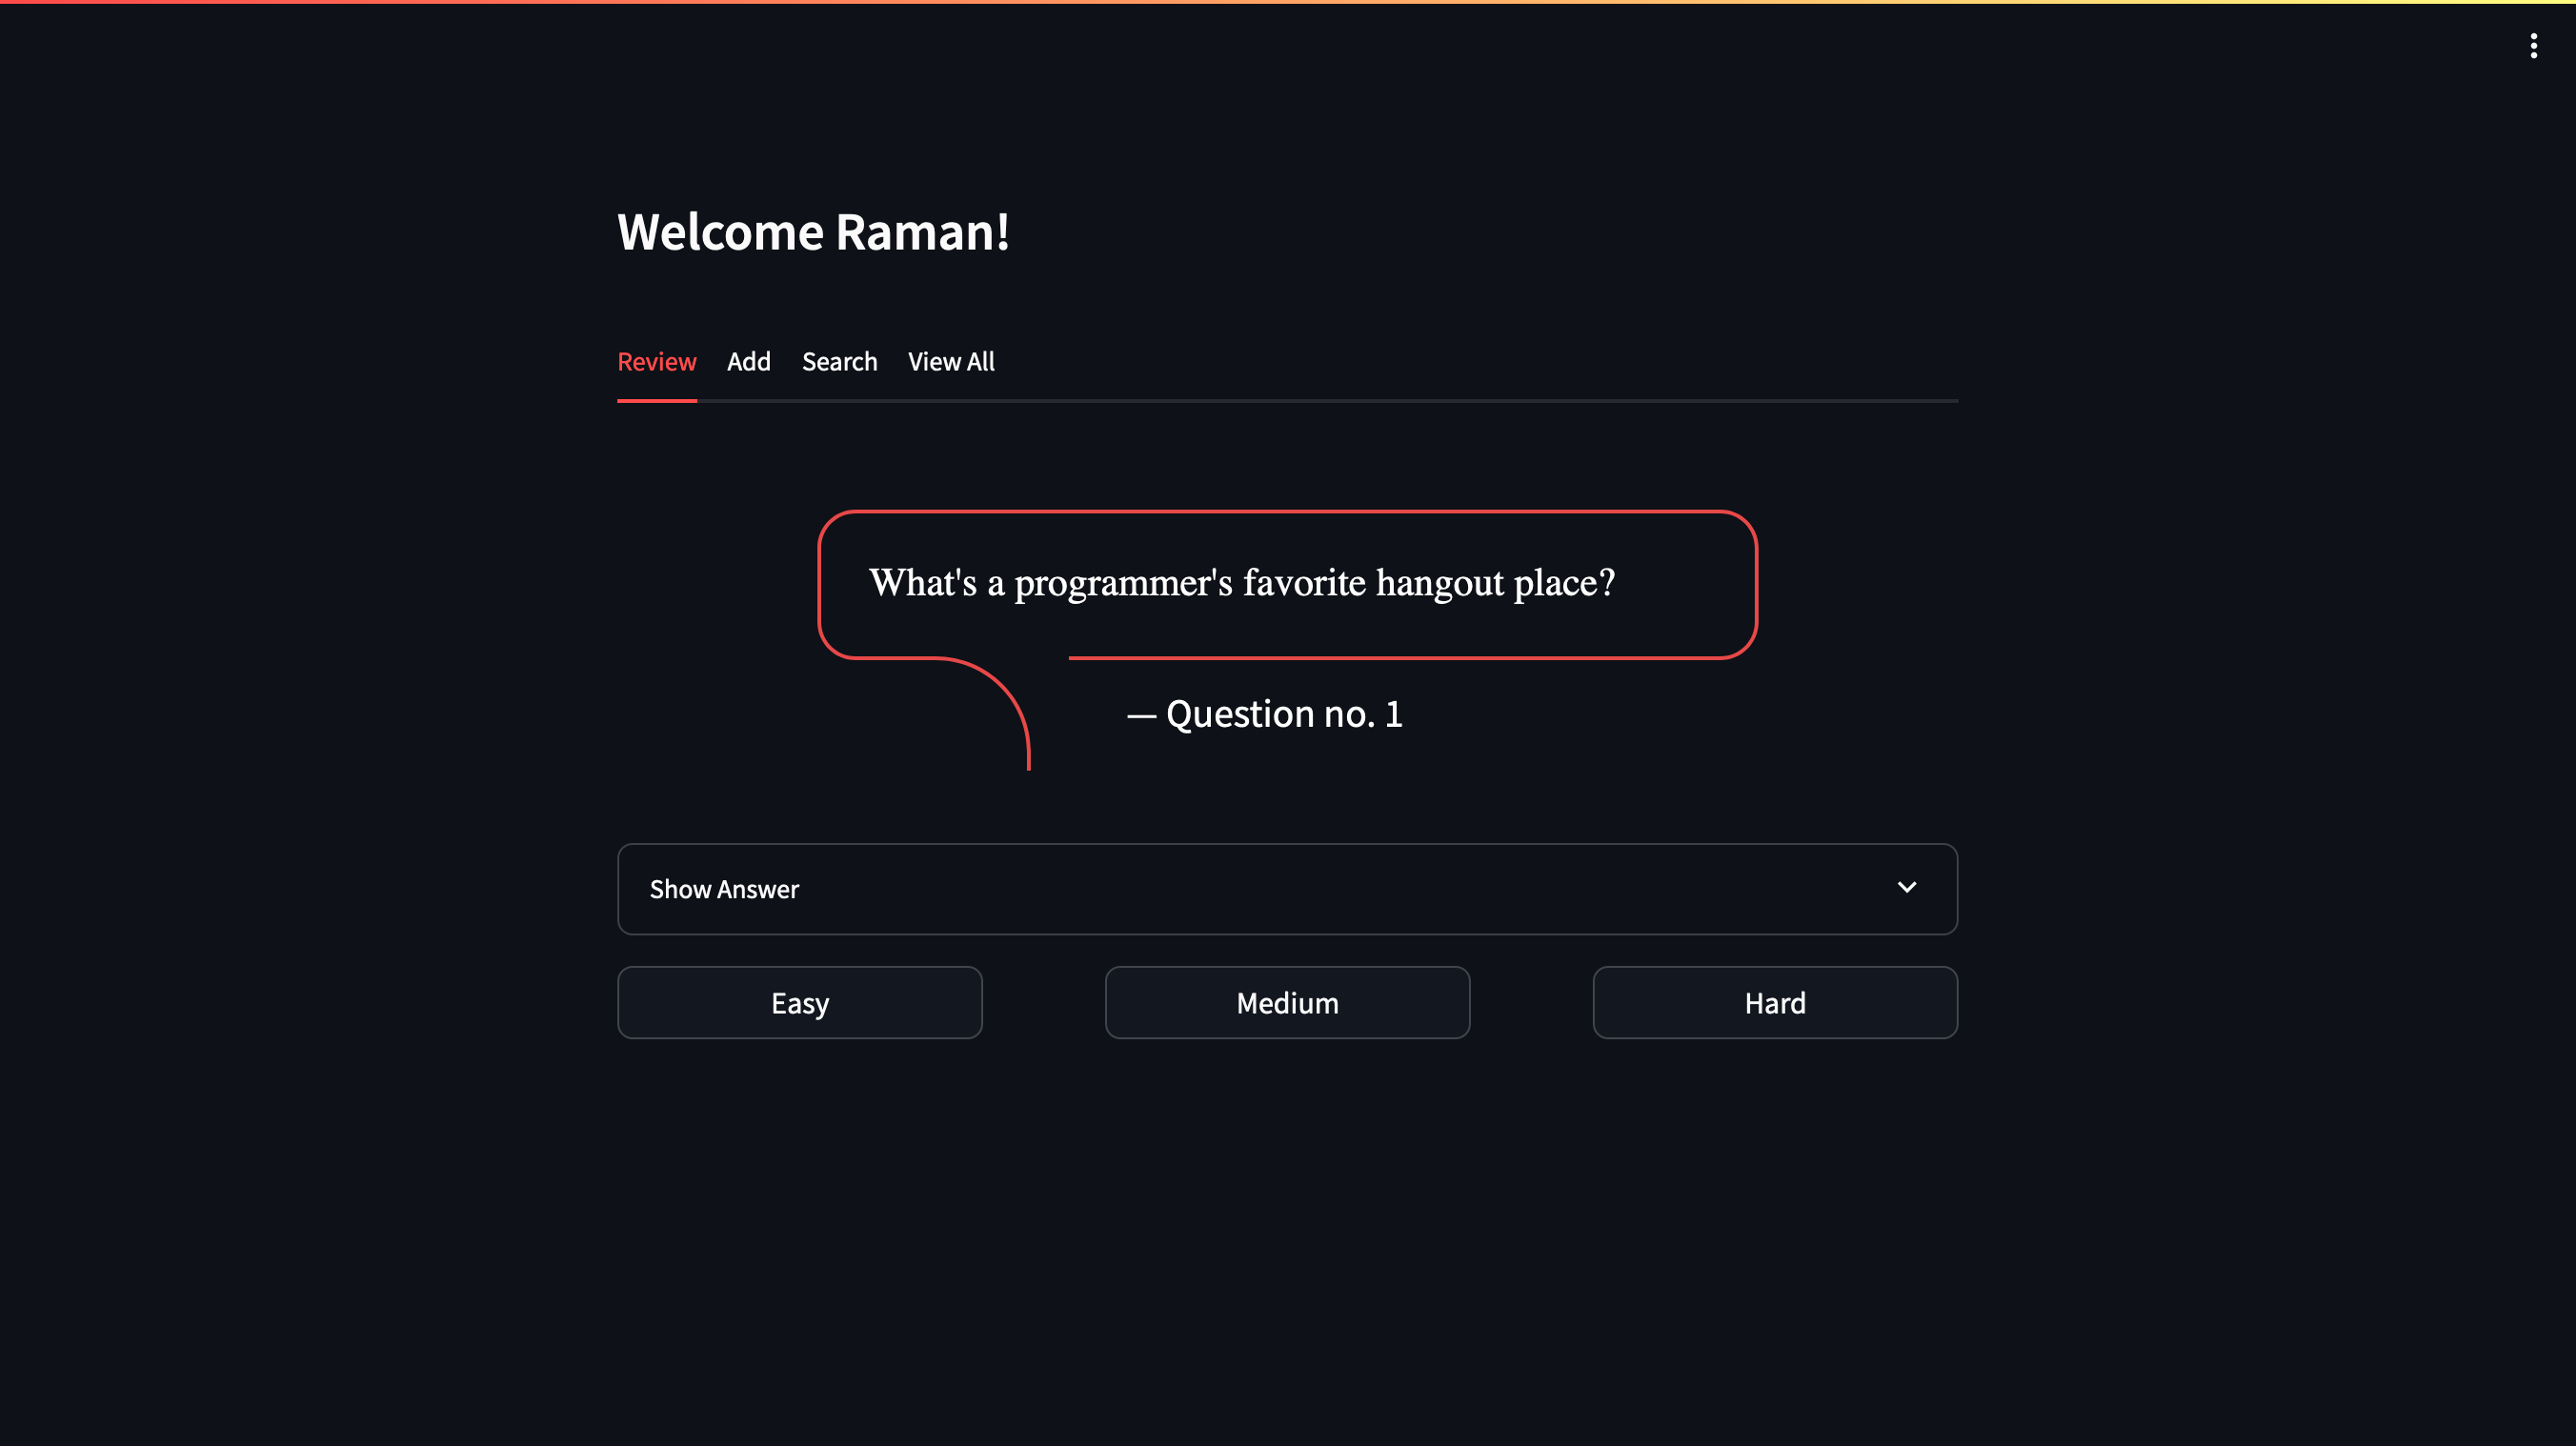 Welcome Raman!
Review Add Search View All
What's a programmer's favorite hangout place?
— Question no. 1
Show Answer
Easy Medium Hard